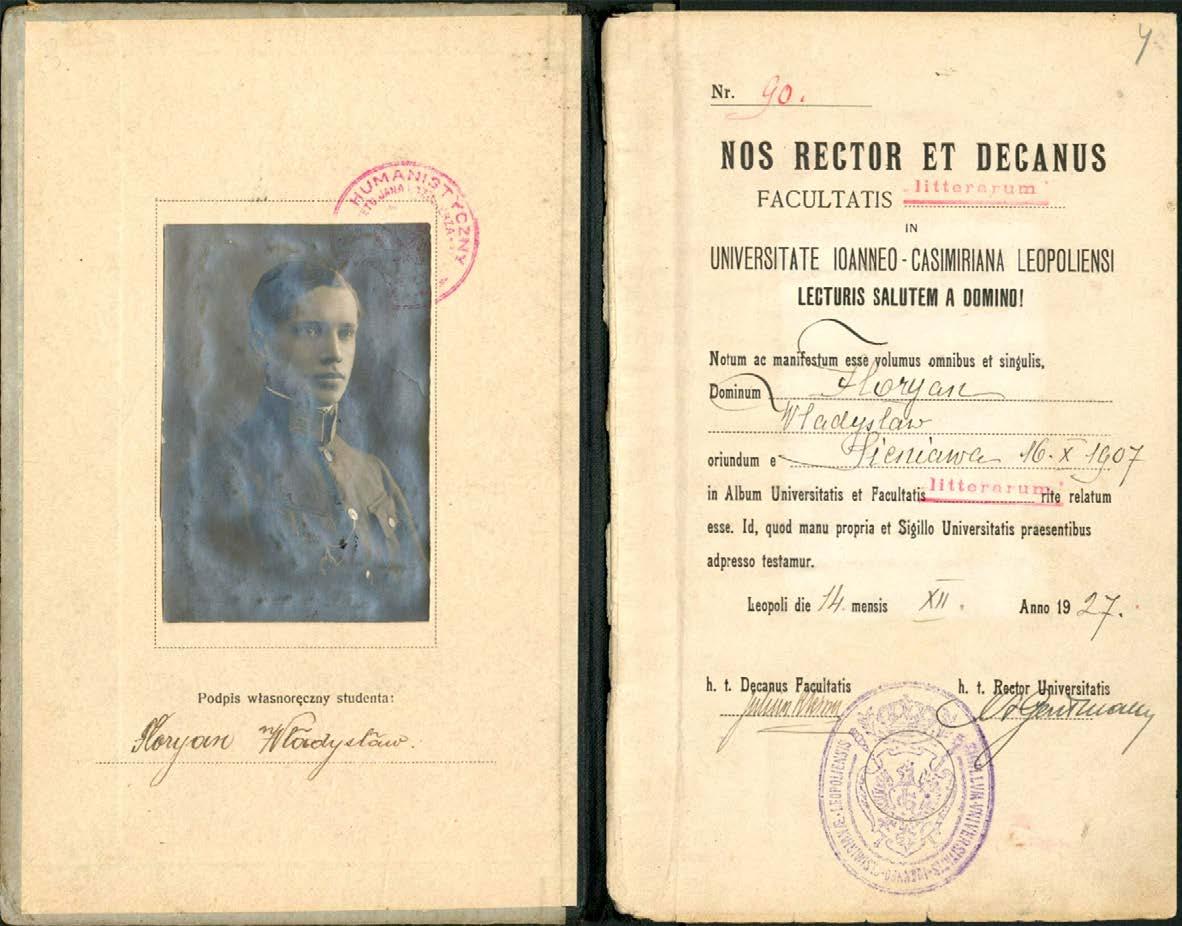 HUMANISTYCZNY
Podpis własnoręczny studenta:
Floryan Władysław.
4
Nr. 90.
NOS RECTOR ET DECANUS
FACULTATIS litterarum
IN
UNIVERSITATE IOANNEO-CASIMIRIANA LEOPOLIENSI
LECTURIS SALUTEM A DOMINO!
Notum ac manifestum esse volumus omnibus et singulis,
Dominum Floryan
Władysław
oriundum e Sieniawa 16. X 1907
in Album Universitatis et Facultatis litterarum rite relatum
esse. Id, quod manu propria et Sigillo Universitatis praesentibus
adpresso testamur.
Leopoli die 14. mensis XII. Anno 1927.
h. t. Decanus Facultatis h. t. Rector Universitatis